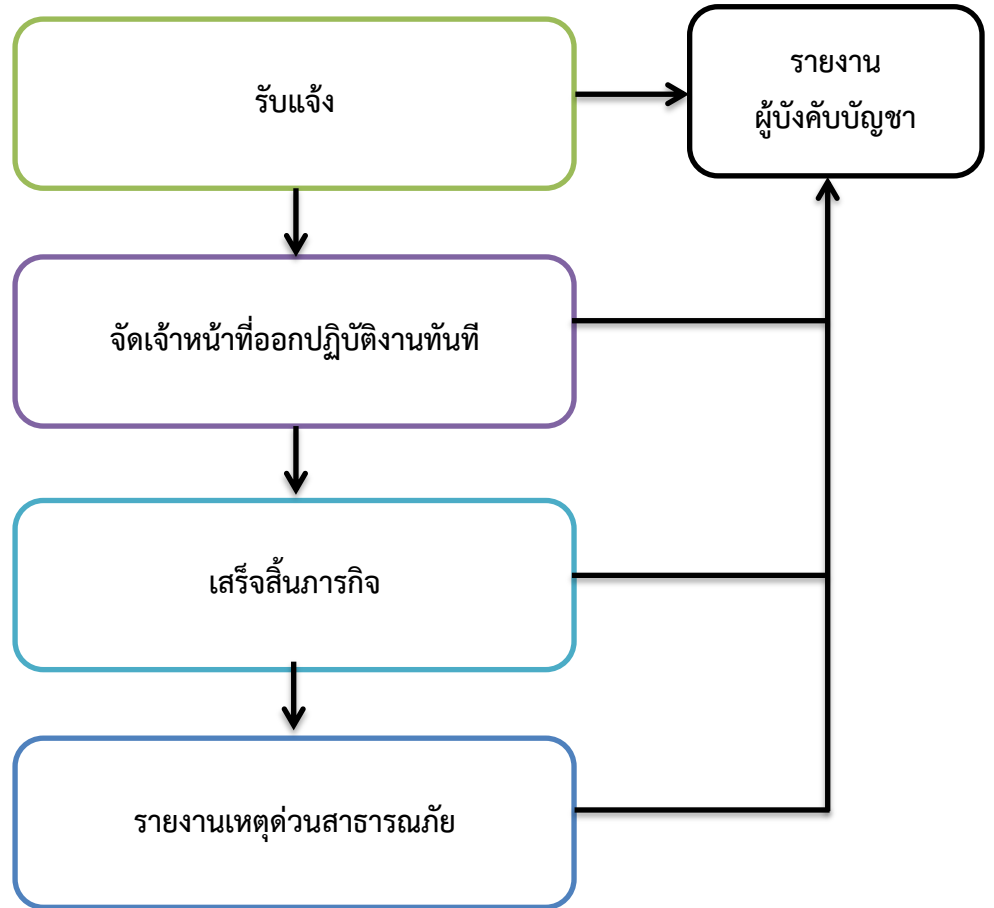 รับแจ้ง
รายงาน
ผู้บังคับบัญชา
จัดเจ้าหน้าที่ออกปฏิบัติงานทันที
เสร็จสิ้นภารกิจ
รายงานเหตุด่วนสาธารณภัย